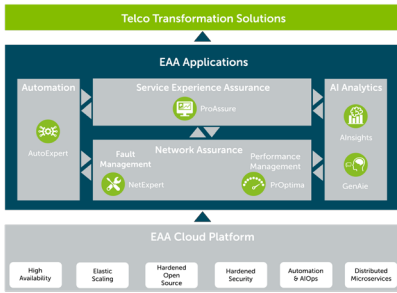 Telco Transformation Solutions
EAA Applications
Automation
AutoExpert
Service Experience Assurance
ProAssure
AI Analytics
AInsights
GenAie
Network Assurance
Fault
Management
NetExpert
Performance
Management
PrOptima
EAA Cloud Platform
High
Availability
Elastic
Scaling
Hardened
Open
Source
Hardened
Security
Automation
& AIOps
Distributed
Microservices